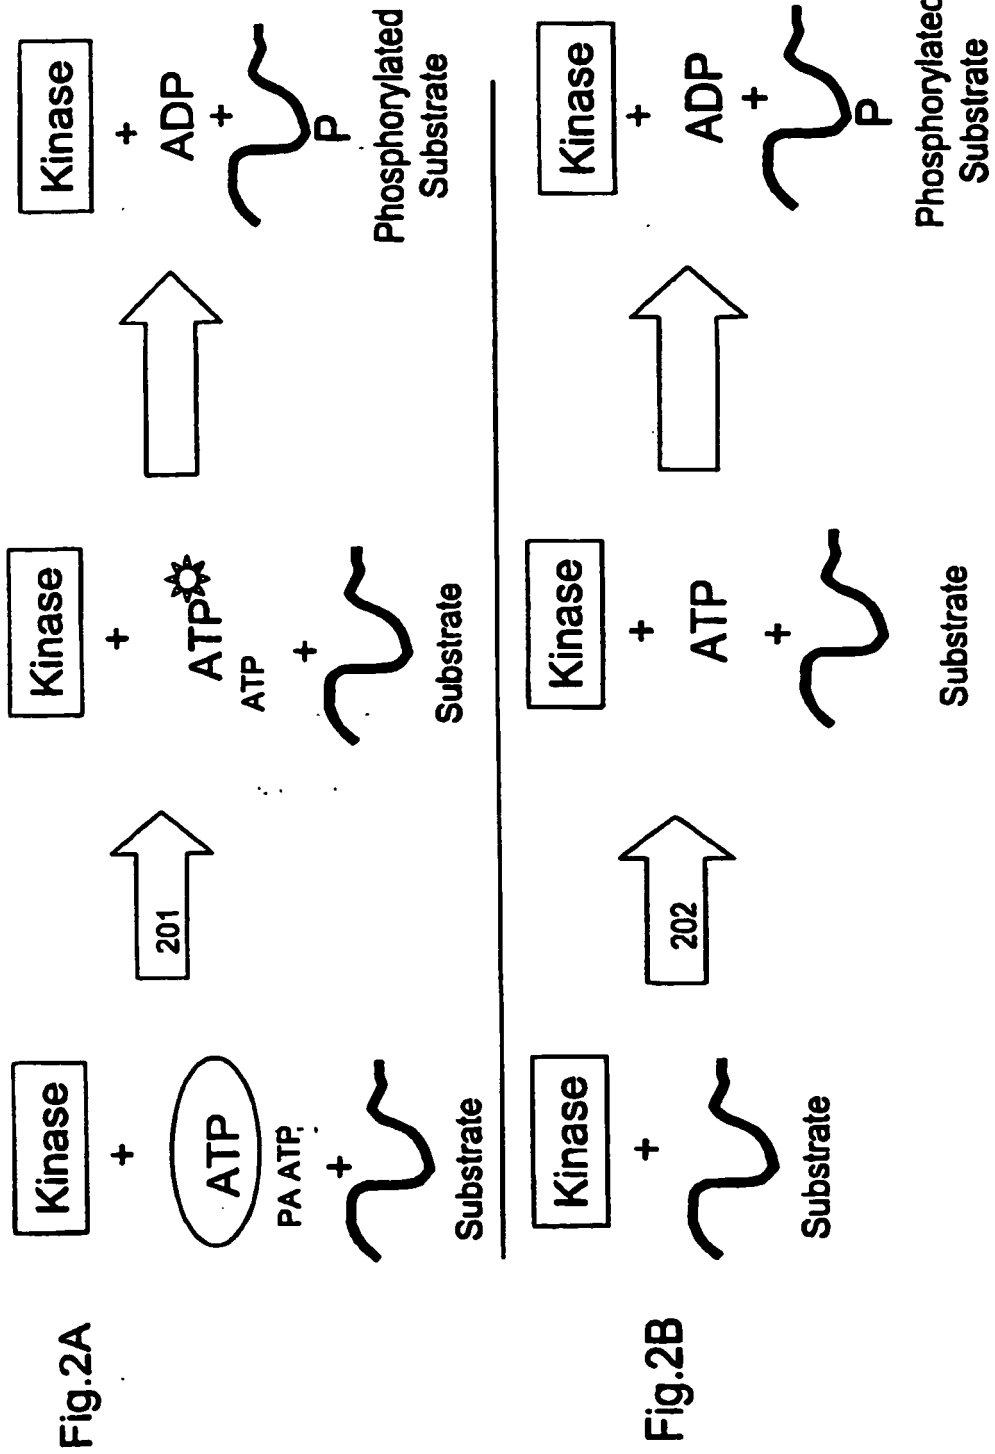 Fig.2A
Kinase
+
ATP
PA ATP
+
Substrate
201
Kinase
+
ATP
ATP
+
Substrate
Kinase
+
ADP
+
P
Phosphorylated
Substrate
Fig.2B
Kinase
+
Substrate
202
Kinase
+
ATP
+
Substrate
Kinase
+
ADP
+
P
Phosphorylated
Substrate